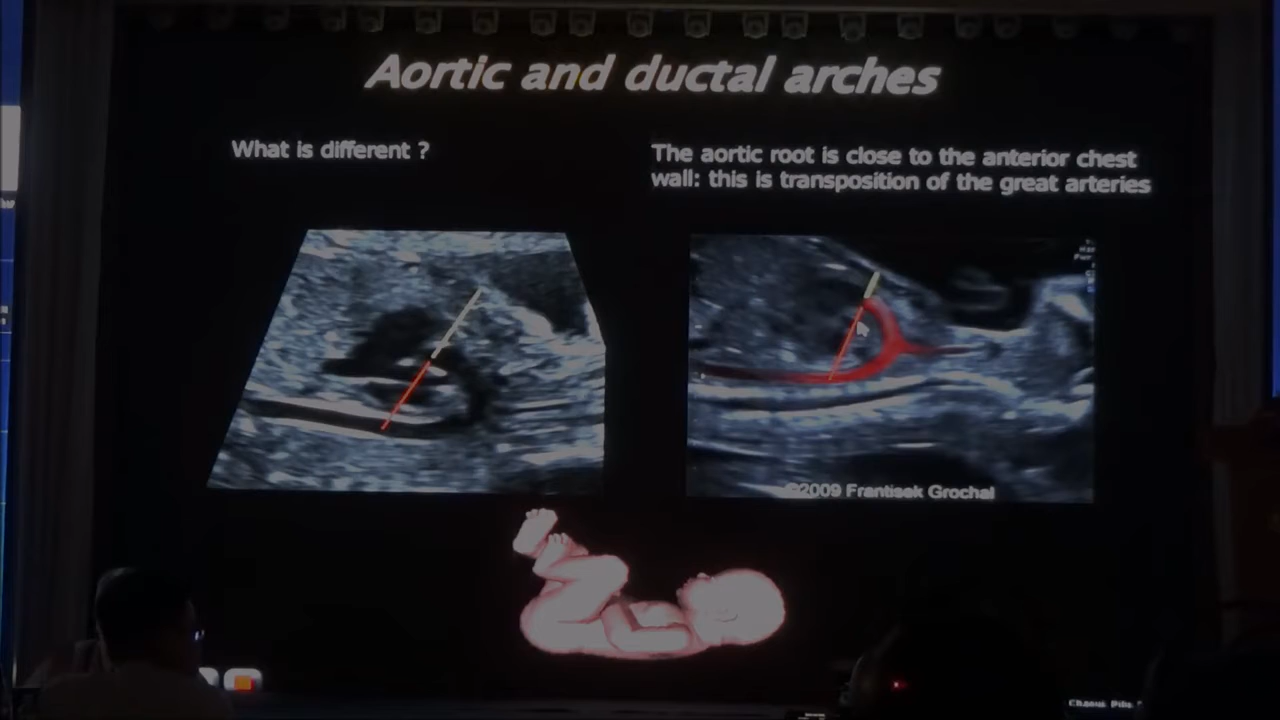 Aortic and ductal arches
What is different ?
The aortic root is close to the anterior chest
wall: this is transposition of the great arteries
©2009 Frantisek Grochal